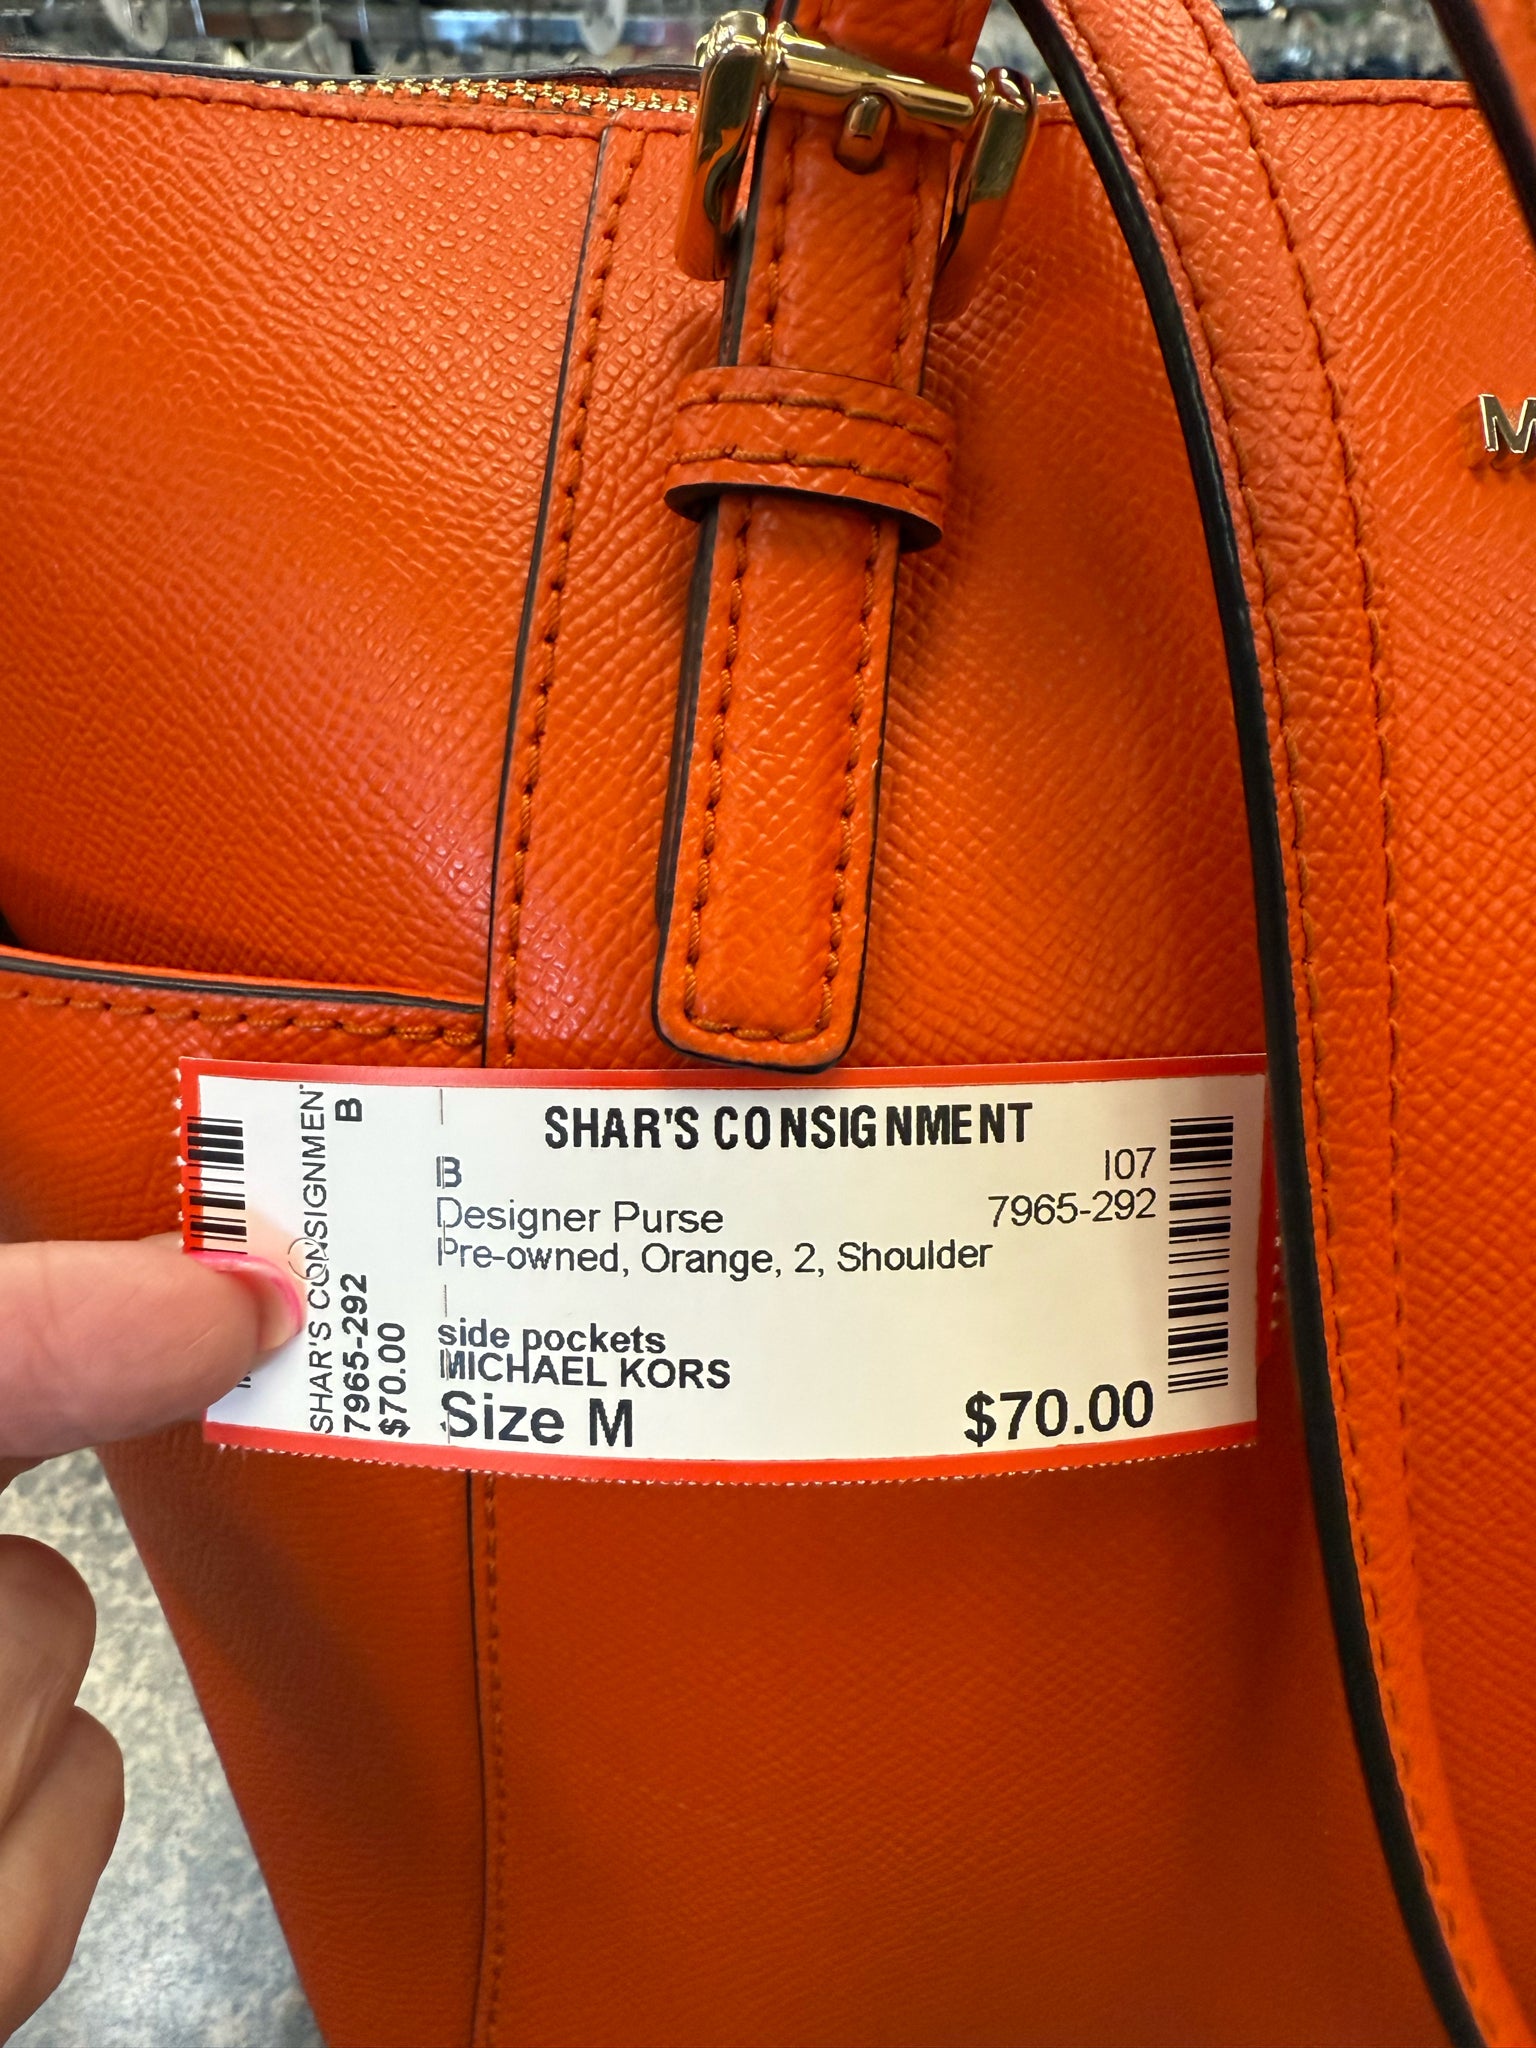 M
SHAR'S CONSIGNMENT
B
I07
Designer Purse
7965-292
Pre-owned, Orange, 2, Shoulder
side pockets
MICHAEL KORS
Size M
$70.00
SHAR'S CONSIGNMEN
B
7965-292
$70.00